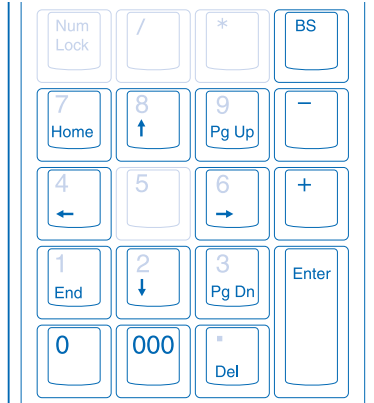 Num
Lock
/
*
BS
7
Home
8
↑
9
Pg Up
−
4
←
5
6
→
+
1
End
2
↓
3
Pg Dn
Enter
0
000
.
Del